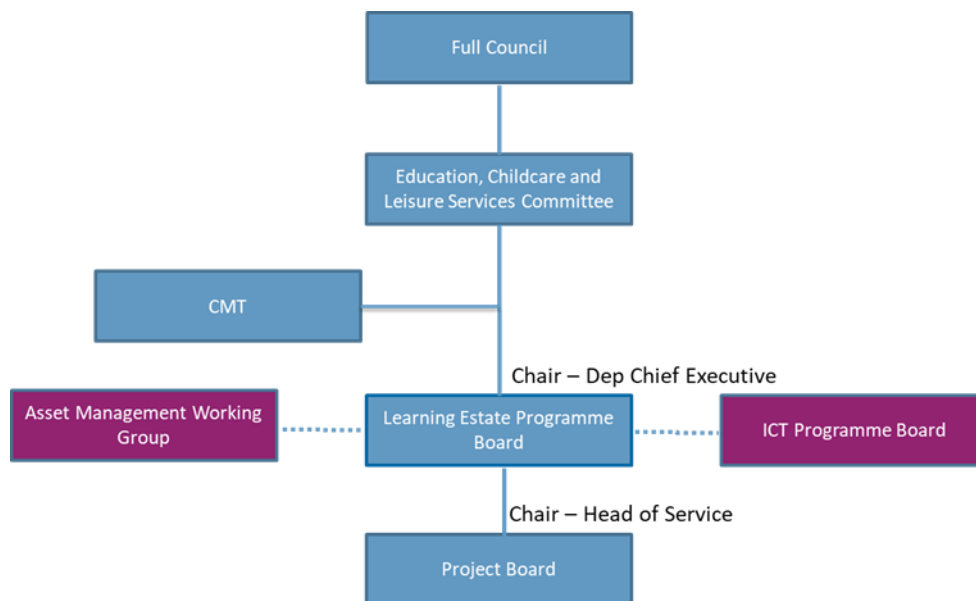 Full Council
Education, Childcare and
Leisure Services Committee
CMT
Chair – Dep Chief Executive
Asset Management Working
Group
Learning Estate Programme
Board
ICT Programme Board
Chair – Head of Service
Project Board